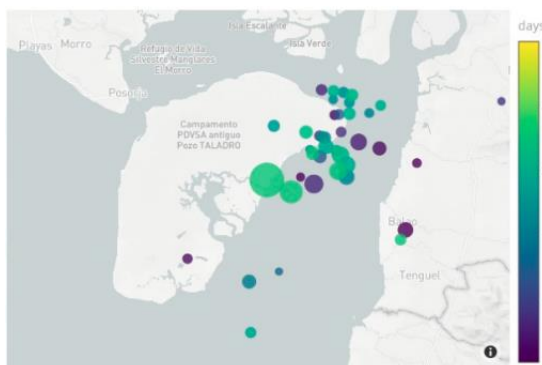 Isla Escalante
days
Playas
Morro
Isla Verde
Refugio de Vida
Silvestre Manglares
El Morro
Posorja
Campamento
PDVSA antiguo
Pozo TALADRO
Balao
Tenguel